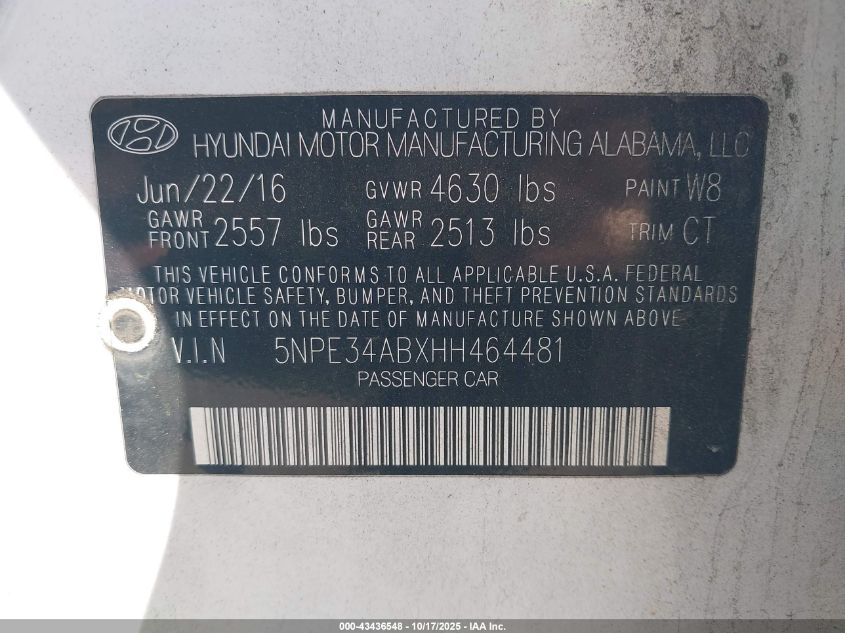 MANUFACTURED BY
HYUNDAI MOTOR MANUFACTURING ALABAMA, LLC
Jun/22/16 GVWR 4630 lbs PAINT W8
GAWR FRONT 2557 lbs GAWR REAR 2513 lbs TRIM CT
THIS VEHICLE CONFORMS TO ALL APPLICABLE U.S.A. FEDERAL
MOTOR VEHICLE SAFETY, BUMPER, AND THEFT PREVENTION STANDARDS
IN EFFECT ON THE DATE OF MANUFACTURE SHOWN ABOVE.
V.I.N 5NPE34ABXHH464481
PASSENGER CAR
000-43436548 - 10/17/2025 - IAA Inc.